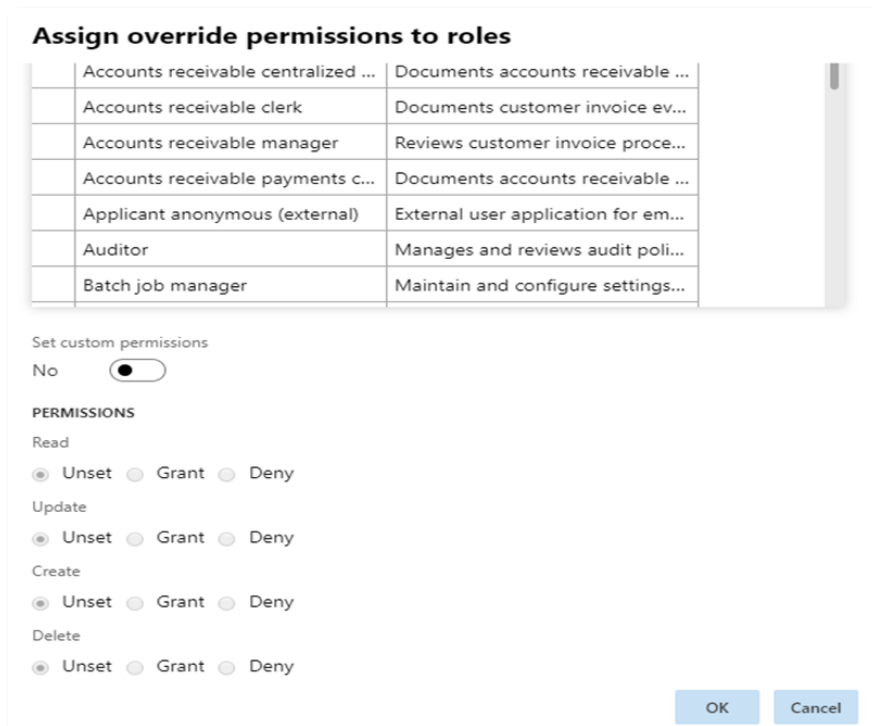 Assign override permissions to roles
Accounts receivable centralized ... Documents accounts receivable ...
Accounts receivable clerk Documents customer invoice ev...
Accounts receivable manager Reviews customer invoice proce...
Accounts receivable payments c... Documents accounts receivable ...
Applicant anonymous (external) External user application for em...
Auditor Manages and reviews audit poli...
Batch job manager Maintain and configure settings...
Set custom permissions
No
PERMISSIONS
Read
Unset Grant Deny
Update
Unset Grant Deny
Create
Unset Grant Deny
Delete
Unset Grant Deny
OK Cancel